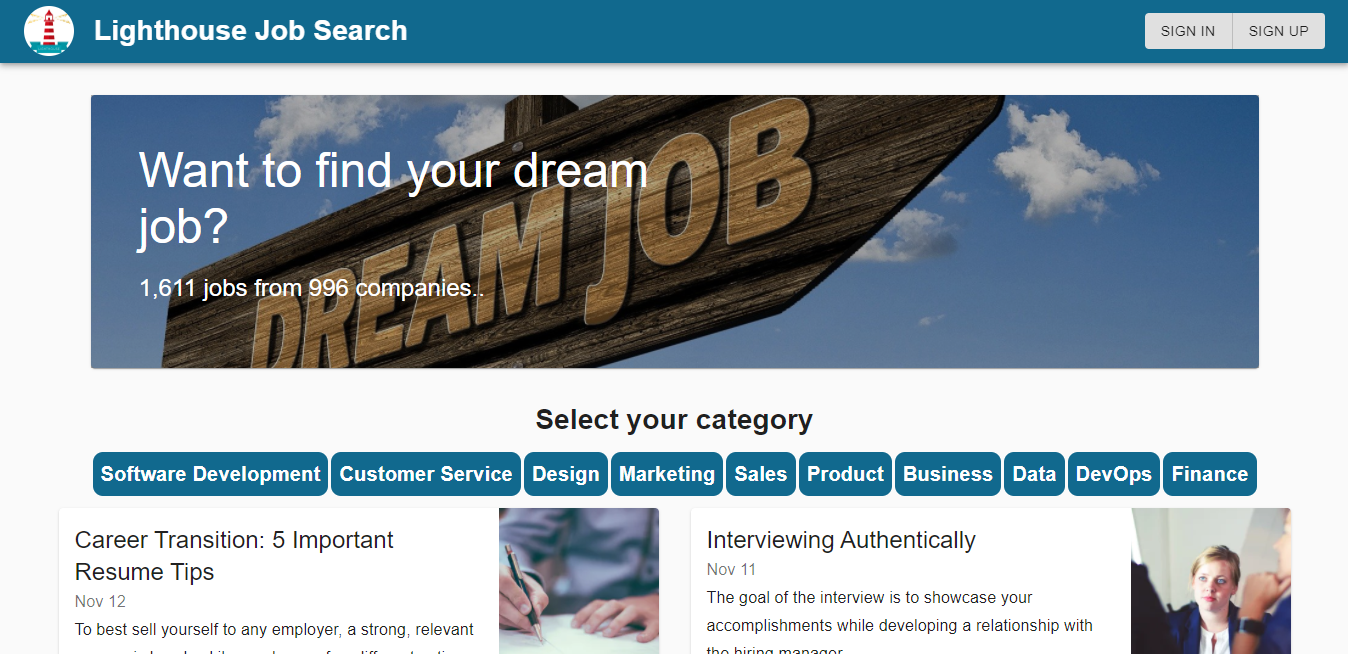 Lighthouse Job Search
SIGN IN
SIGN UP
Want to find your dream
job?
1,611 jobs from 996 companies..
DREAM JOB
Select your category
Software Development
Customer Service
Design
Marketing
Sales
Product
Business
Data
DevOps
Finance
Career Transition: 5 Important
Resume Tips
Nov 12
To best sell yourself to any employer, a strong, relevant
Interviewing Authentically
Nov 11
The goal of the interview is to showcase your
accomplishments while developing a relationship with
the hiring manager